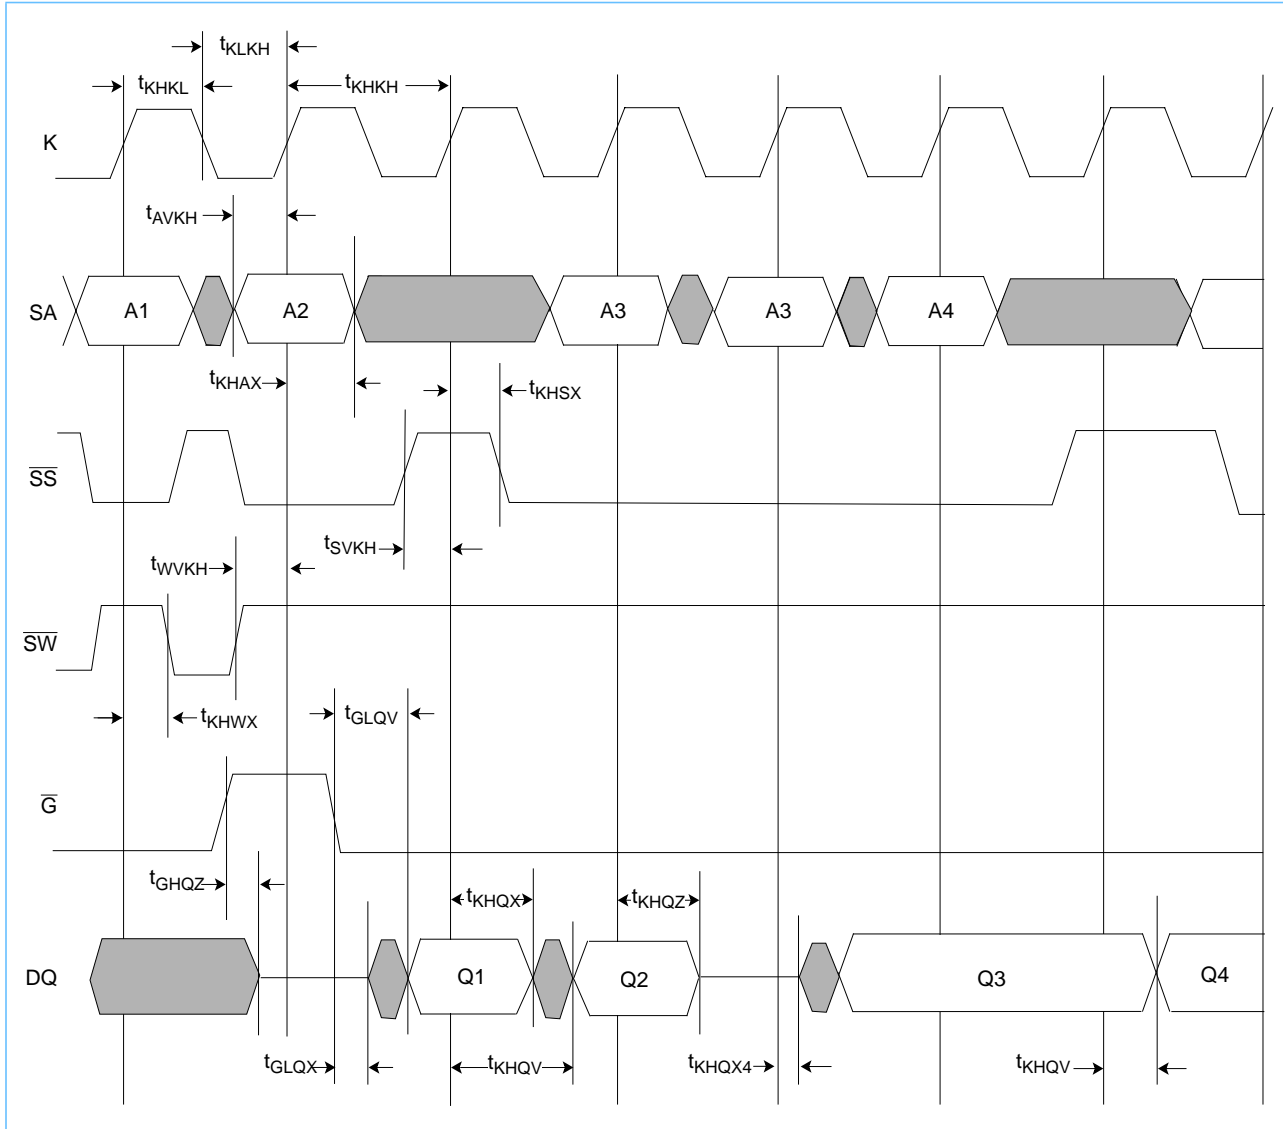 tKLKH
tKHKL
tKHKH
K
tAVKH
SA
A1
A2
A3
A3
A4
tKHAX
tKHSX
SS
tSVKH
tWVKH
SW
tKHWX
tGLQV
G
tGHQZ
tKHQX
tKHQZ
DQ
Q1
Q2
Q3
Q4
tGLQX
tKHQV
tKHQX4
tKHQV